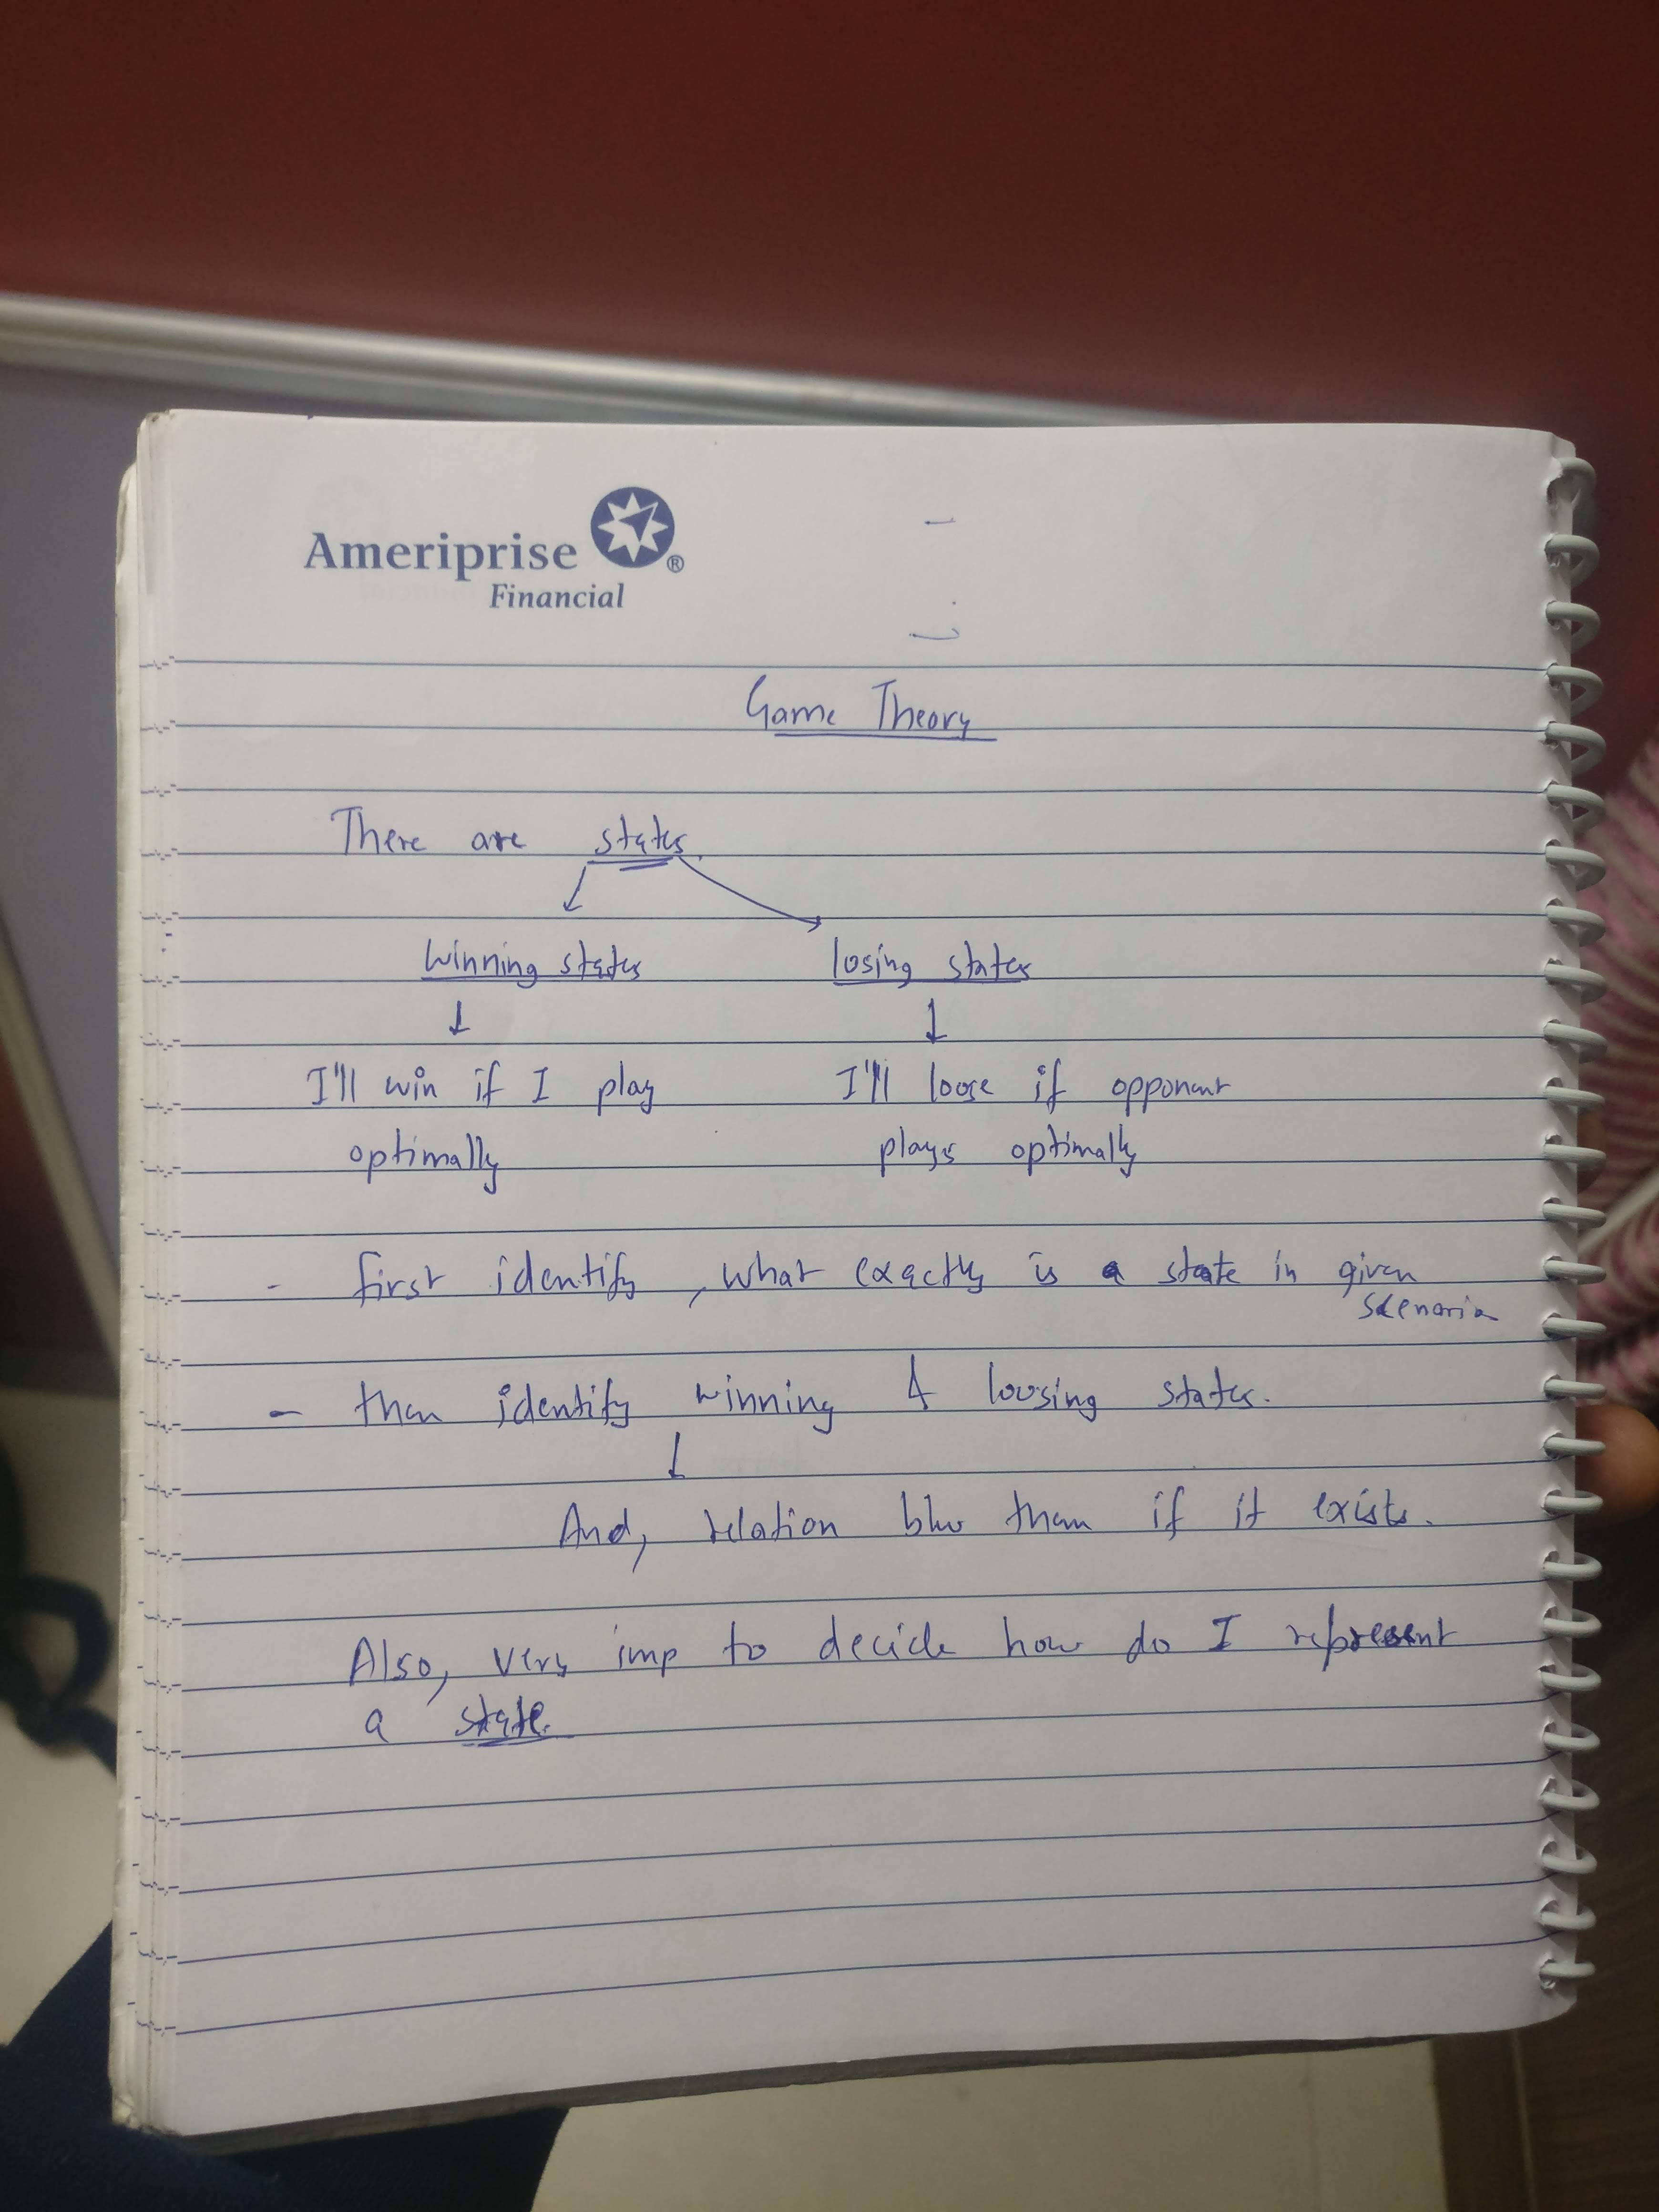 Ameriprise
Financial
Game Theory
There are states.
Winning states losing states
I'll win if I play I'll loose if opponent
optimally plays optimally
- first identify, what exactly is a state in given
scenario
- then identify winning & lousing states.
And, relation b/w them if it exists.
Also, very imp to decide how do I represent
a state.